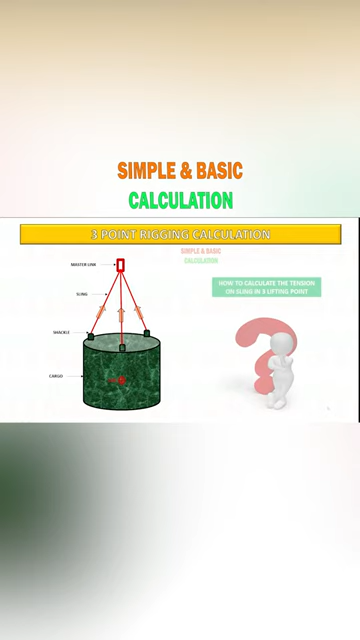 SIMPLE & BASIC
CALCULATION
3 POINT RIGGING CALCULATION
SIMPLE & BASIC
CALCULATION
MASTER LINK
HOW TO CALCULATE THE TENSION
ON SLING IN 3 LIFTING POINT
SLING
SHACKLE
CARGO